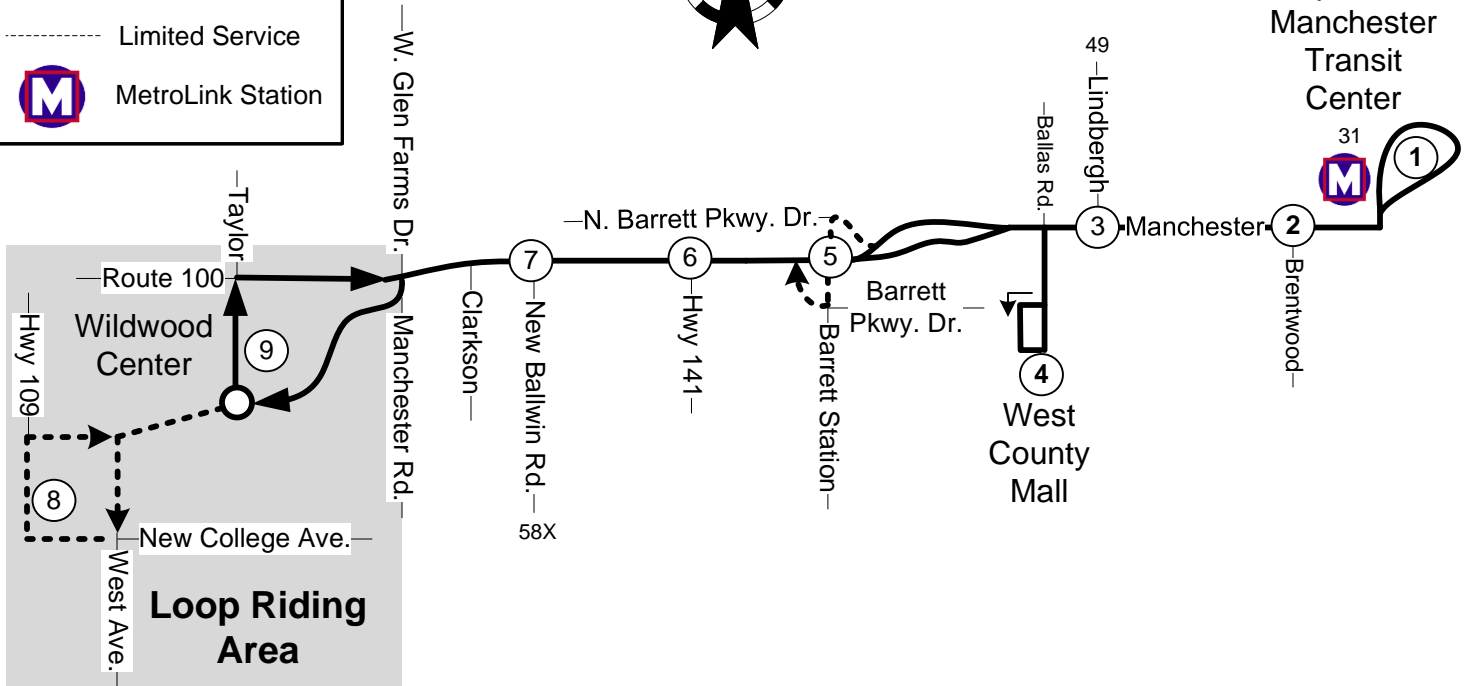 Limited Service
M
MetroLink Station
W. Glen Farms Dr.
Manchester
Transit
Center
49
Lindbergh
Ballas Rd.
31
M
1
Taylor
N. Barrett Pkwy. Dr.
3
Manchester
2
Route 100
7
6
5
Barrett
Pkwy. Dr.
Brentwood
Hwy 109
Wildwood
Center
9
Manchester Rd.
Clarkson
New Ballwin Rd.
Hwy 141
Barrett Station
4
West
County
Mall
8
58X
New College Ave.
West Ave.
Loop Riding
Area